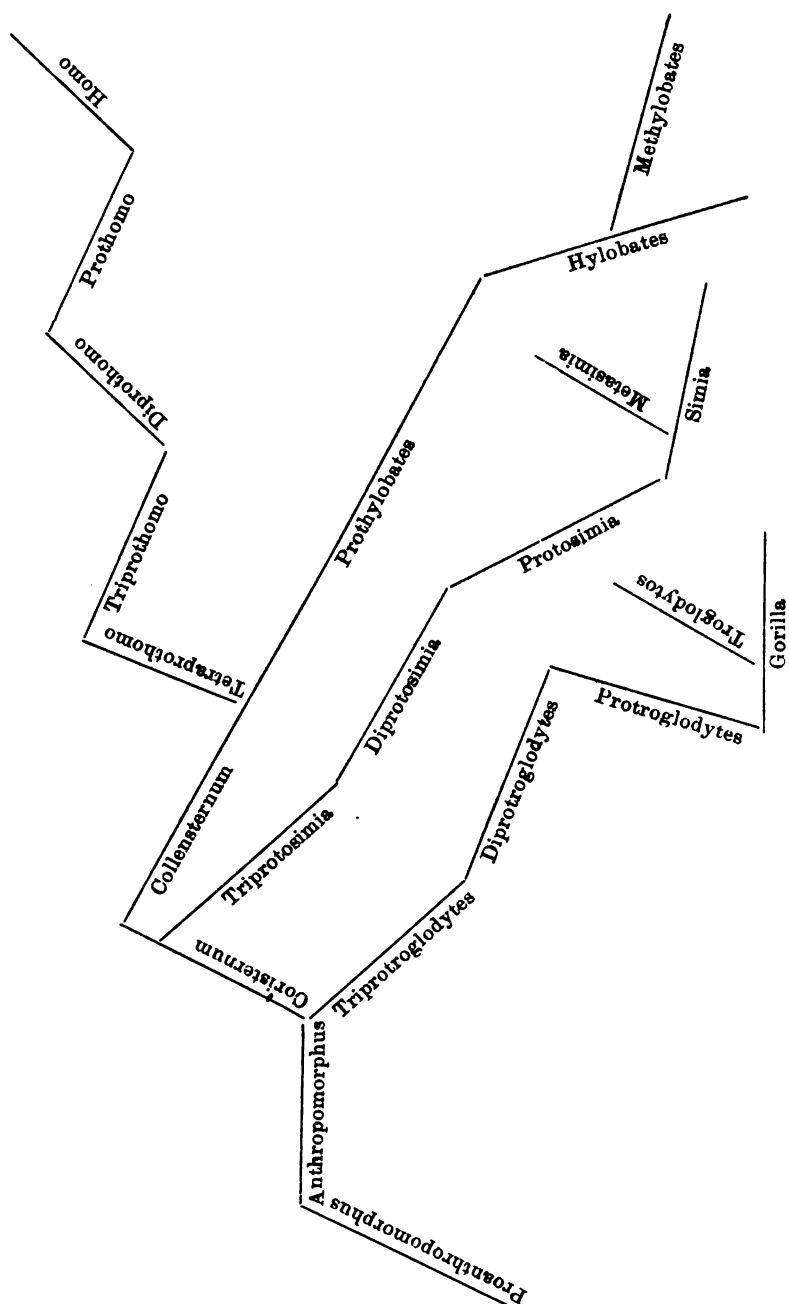 Homo
Methylobates
Prothomo
Hylobates
Diprothomo
Metasimia
Simia
Prothylobates
Triprothomo
Protosimia
Tetraprothomo
Troglodytos
Gorilla
Diprotosimia
Protroglodytes
Diprotroglodytes
Collensternum
Triprotosimia
Coristernum
Triprotroglodytes
Anthropomorphus
Proanthropomorphus